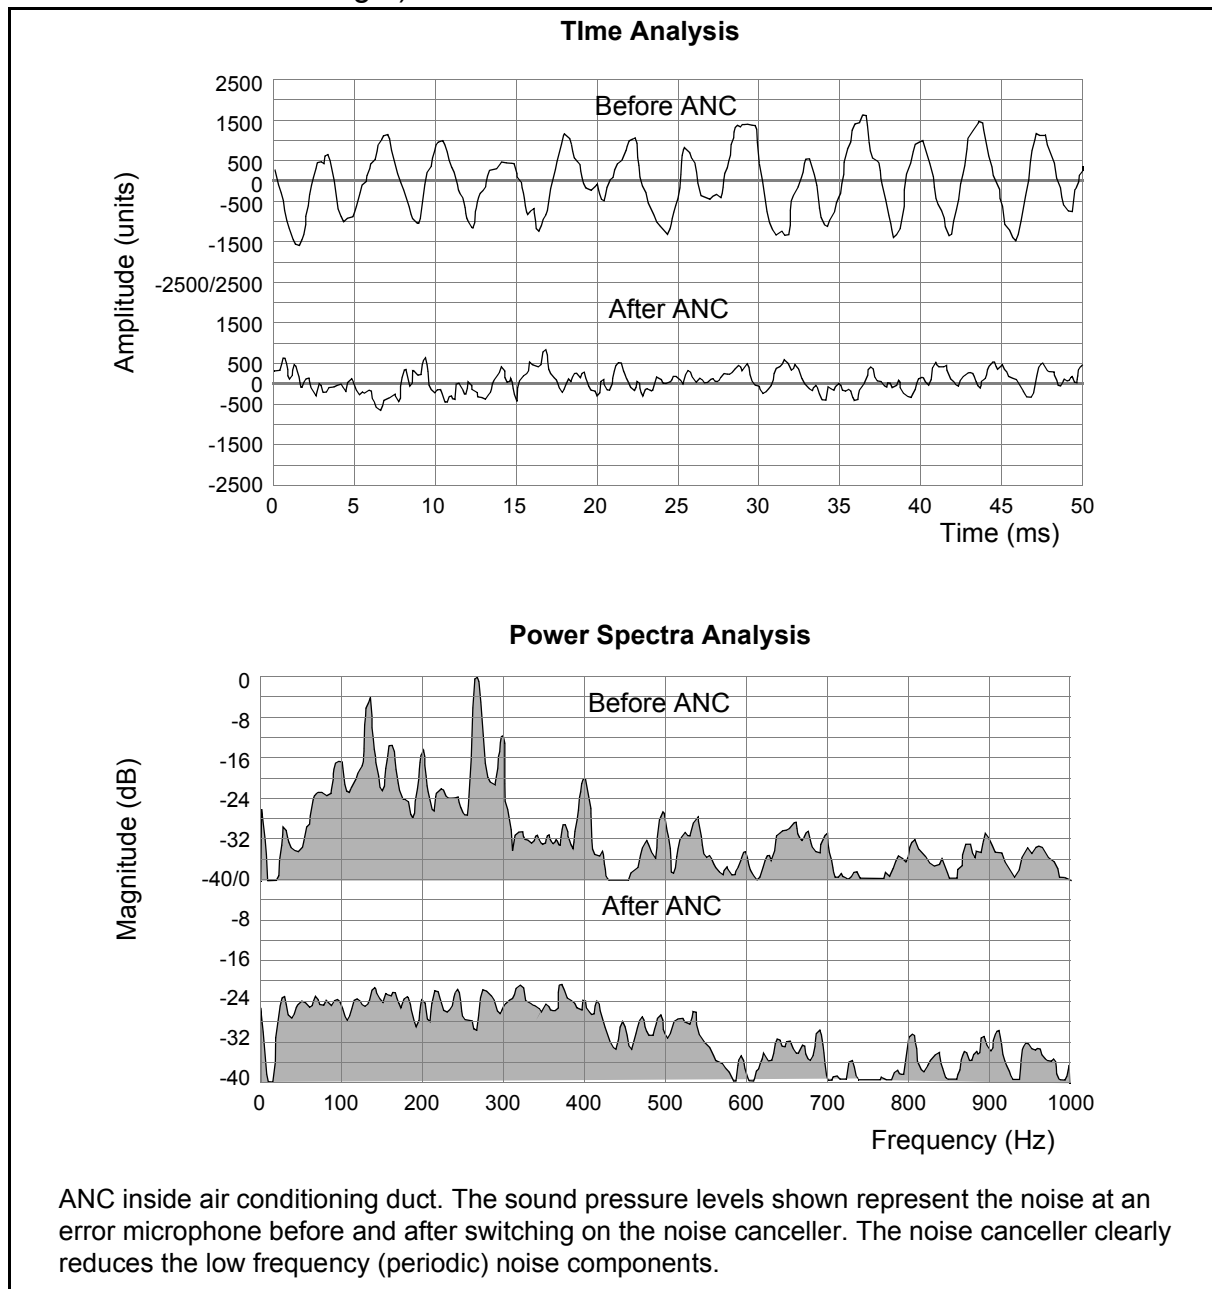 TIme Analysis
2500
1500
500
0
-500
-1500
-2500/2500
1500
500
0
-500
-1500
-2500
Amplitude (units)
Before ANC
After ANC
0 5 10 15 20 25 30 35 40 45 50
Time (ms)
Power Spectra Analysis
0
-8
-16
-24
-32
-40/0
-8
-16
-24
-32
-40
Magnitude (dB)
Before ANC
After ANC
0 100 200 300 400 500 600 700 800 900 1000
Frequency (Hz)
ANC inside air conditioning duct. The sound pressure levels shown represent the noise at an
error microphone before and after switching on the noise canceller. The noise canceller clearly
reduces the low frequency (periodic) noise components.